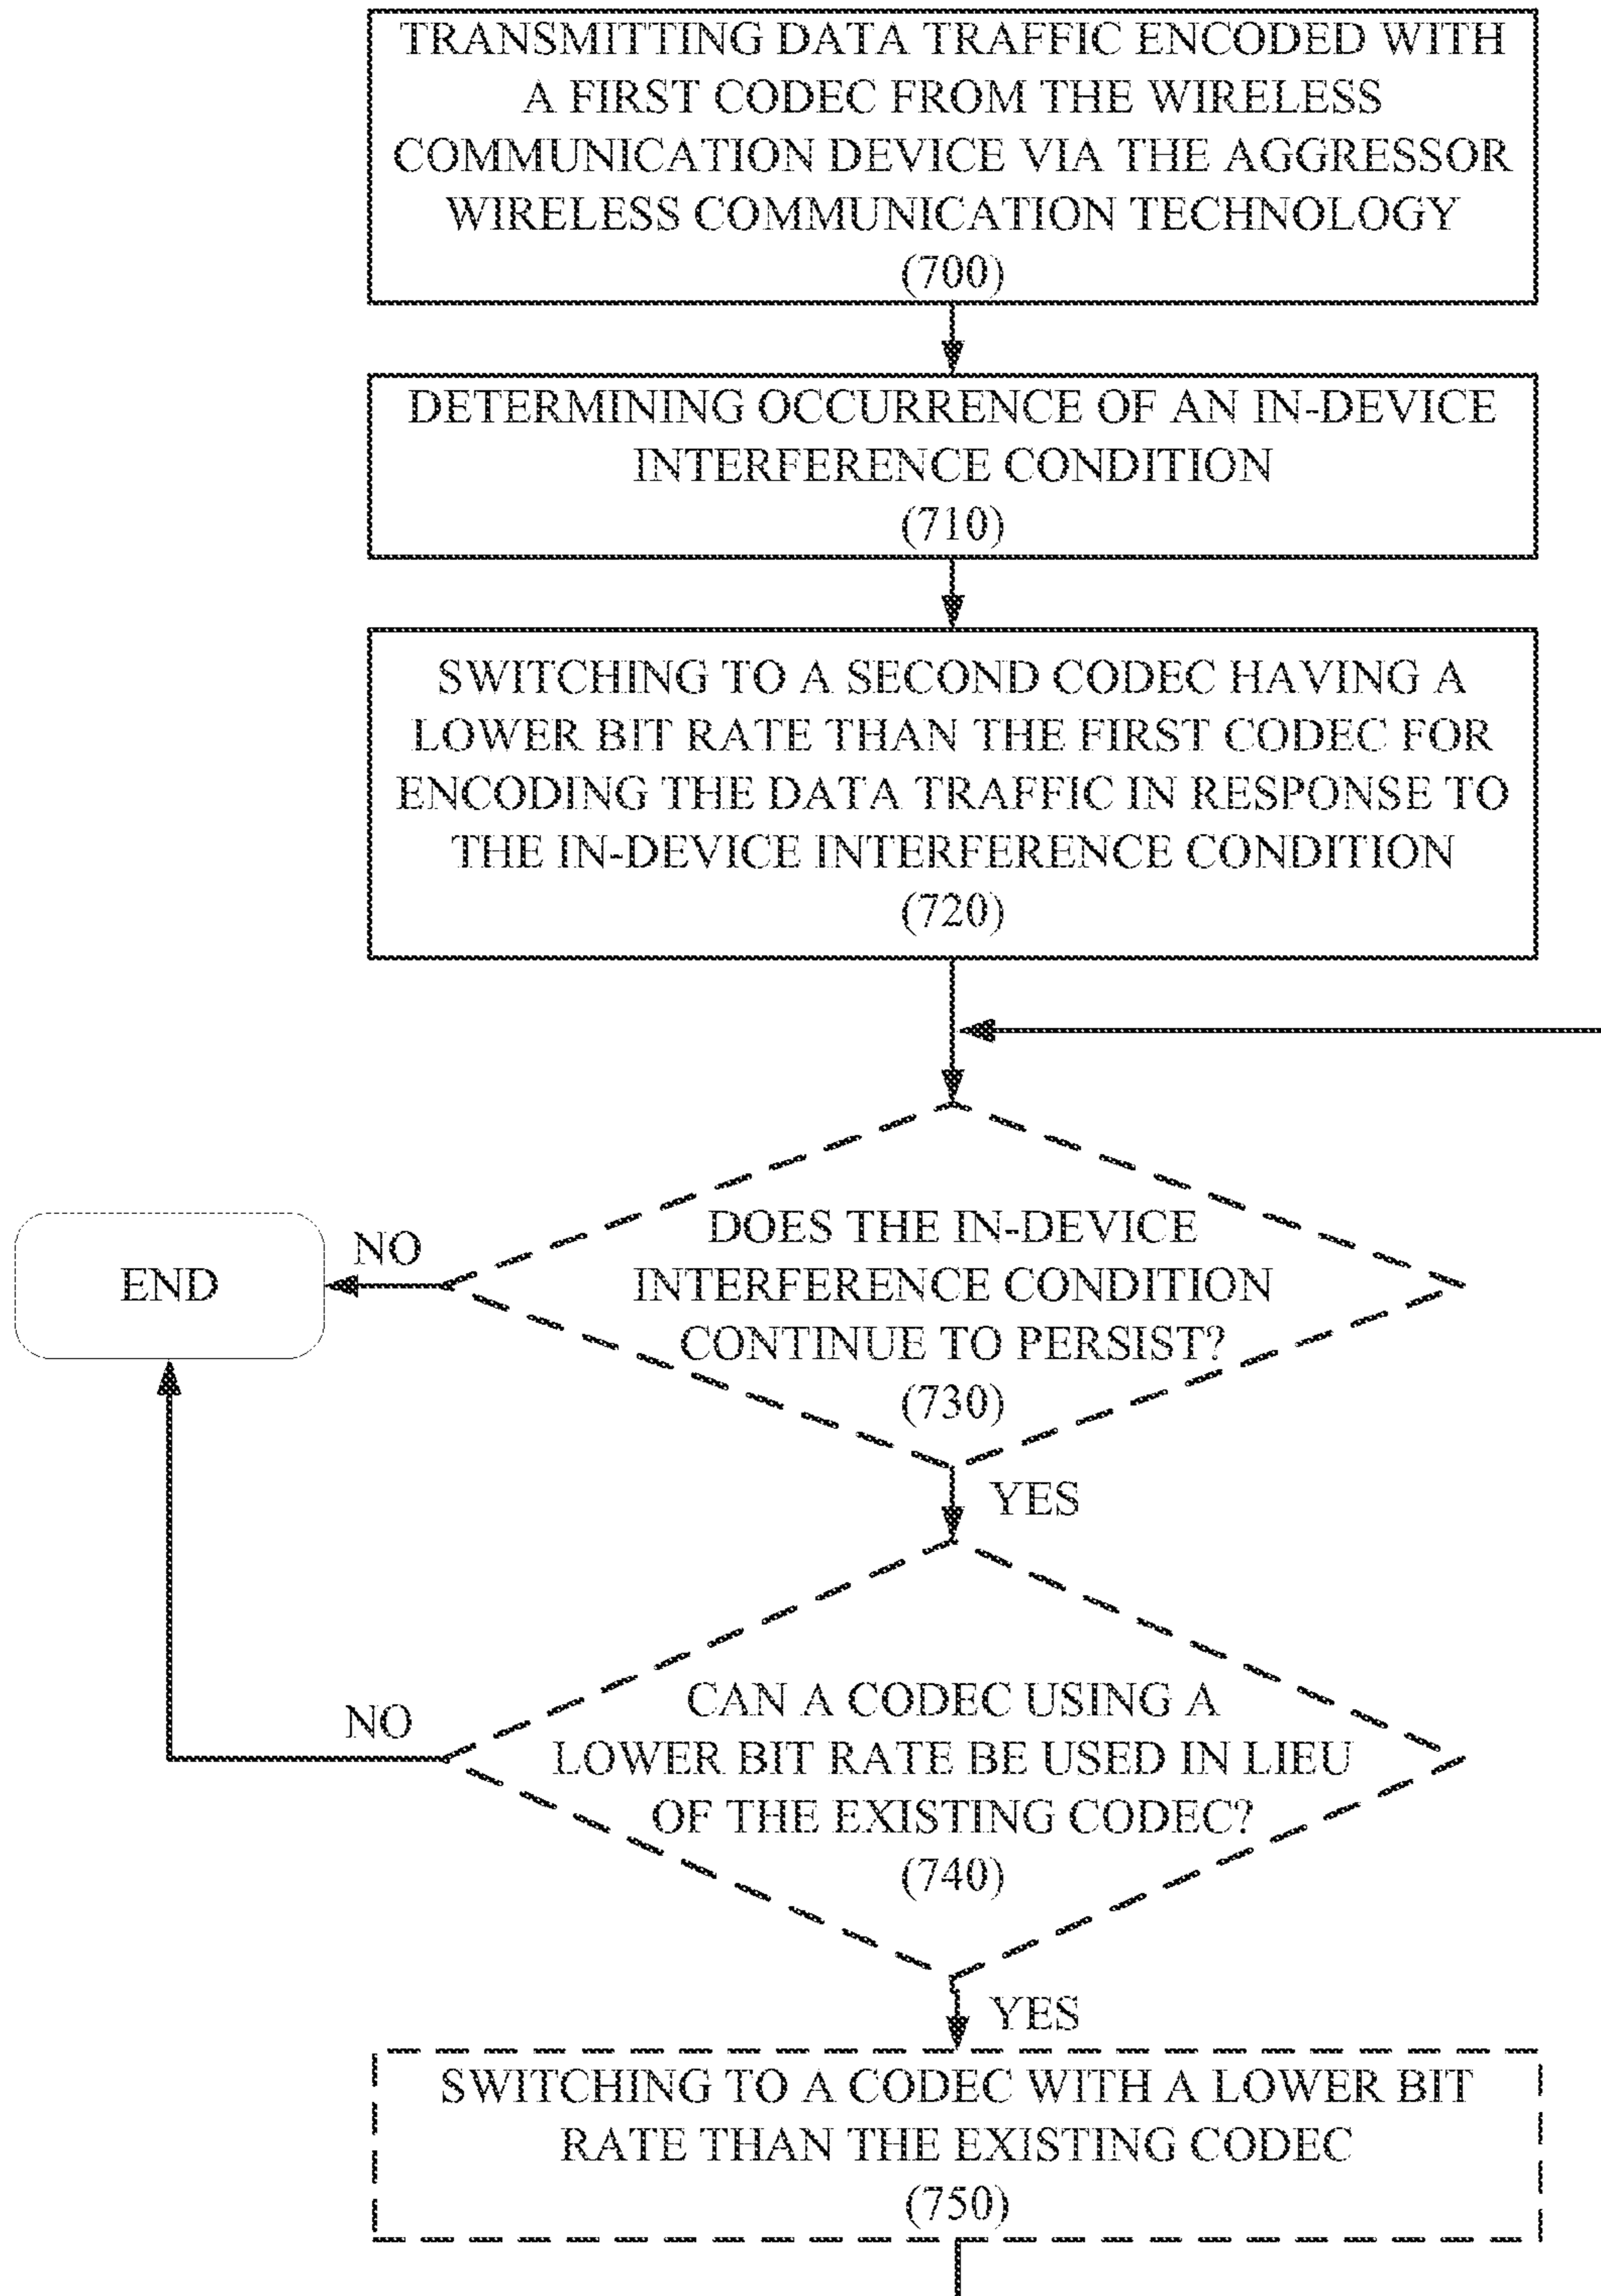 TRANSMITTING DATA TRAFFIC ENCODED WITH
A FIRST CODEC FROM THE WIRELESS
COMMUNICATION DEVICE VIA THE AGGRESSOR
WIRELESS COMMUNICATION TECHNOLOGY
(700)
DETERMINING OCCURRENCE OF AN IN-DEVICE
INTERFERENCE CONDITION
(710)
SWITCHING TO A SECOND CODEC HAVING A
LOWER BIT RATE THAN THE FIRST CODEC FOR
ENCODING THE DATA TRAFFIC IN RESPONSE TO
THE IN-DEVICE INTERFERENCE CONDITION
(720)
DOES THE IN-DEVICE
INTERFERENCE CONDITION
CONTINUE TO PERSIST?
(730)
NO
END
YES
CAN A CODEC USING A
LOWER BIT RATE BE USED IN LIEU
OF THE EXISTING CODEC?
(740)
NO
YES
SWITCHING TO A CODEC WITH A LOWER BIT
RATE THAN THE EXISTING CODEC
(750)